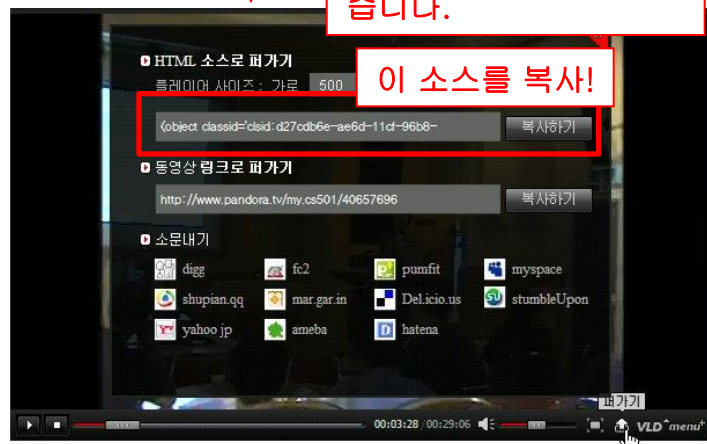 습니다.
HTML 소스로 퍼가기
플레이어 사이즈 : 가로 500
이 소스를 복사!
<object classid='clsid:d27cdb6e-ae6d-11cf-96b8- 복사하기
동영상 링크로 퍼가기
http://www.pandora.tv/my.cs501/40657696 복사하기
소문내기
digg fc2 pumfit myspace
shupian.qq mar.gar.in Del.icio.us stumbleUpon
yahoo jp ameba hatena
퍼가기
00:03:28/00:29:06 VLD menu+